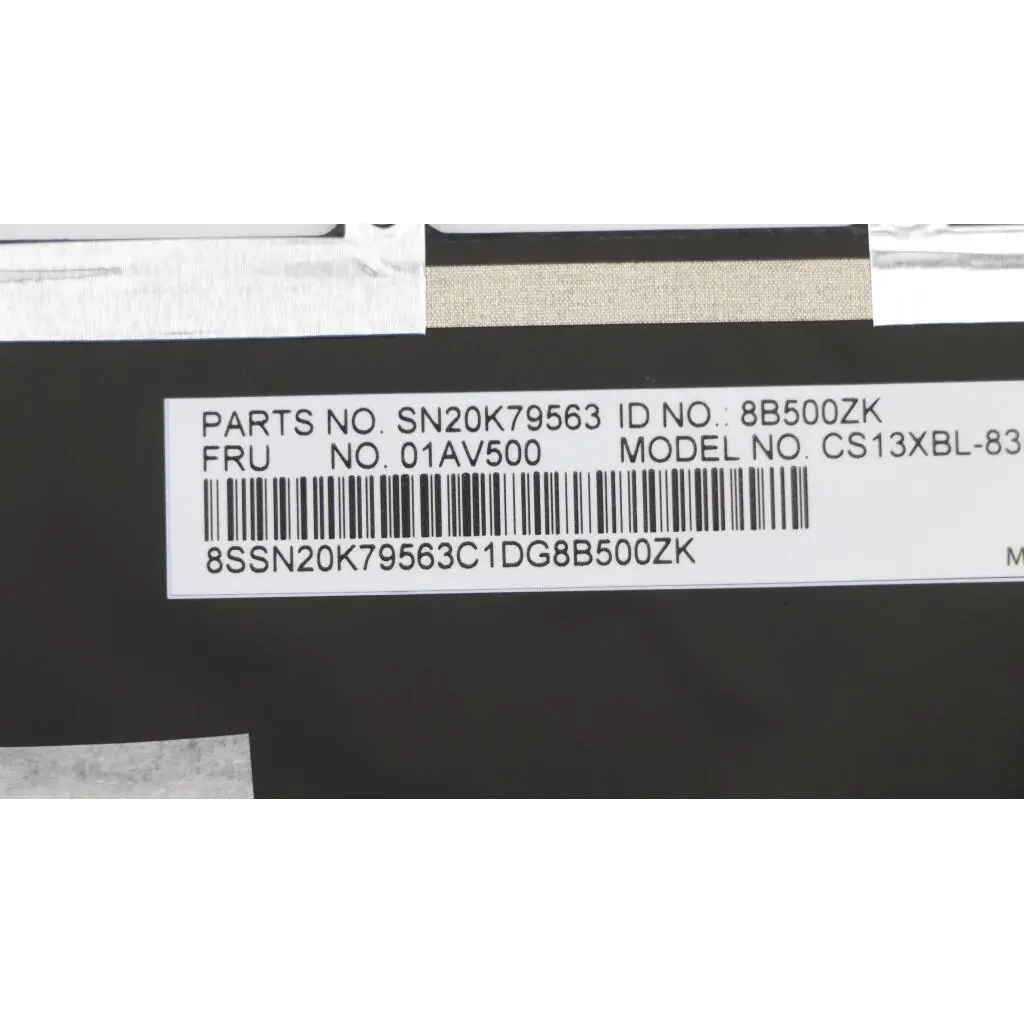 PARTS NO. SN20K79563 ID NO.: 8B500ZK
FRU NO. 01AV500 MODEL NO. CS13XBL-83
8SSN20K79563C1DG8B500ZK
M